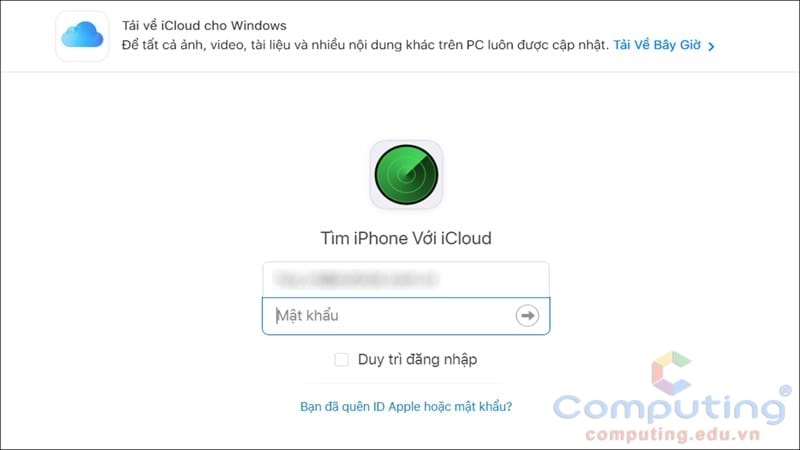 Tải về iCloud cho Windows
Để tất cả ảnh, video, tài liệu và nhiều nội dung khác trên PC luôn được cập nhật. Tải Về Bây Giờ
Tìm iPhone Với iCloud
Mật khẩu
Duy trì đăng nhập
Bạn đã quên ID Apple hoặc mật khẩu?
Computing®
computing.edu.vn